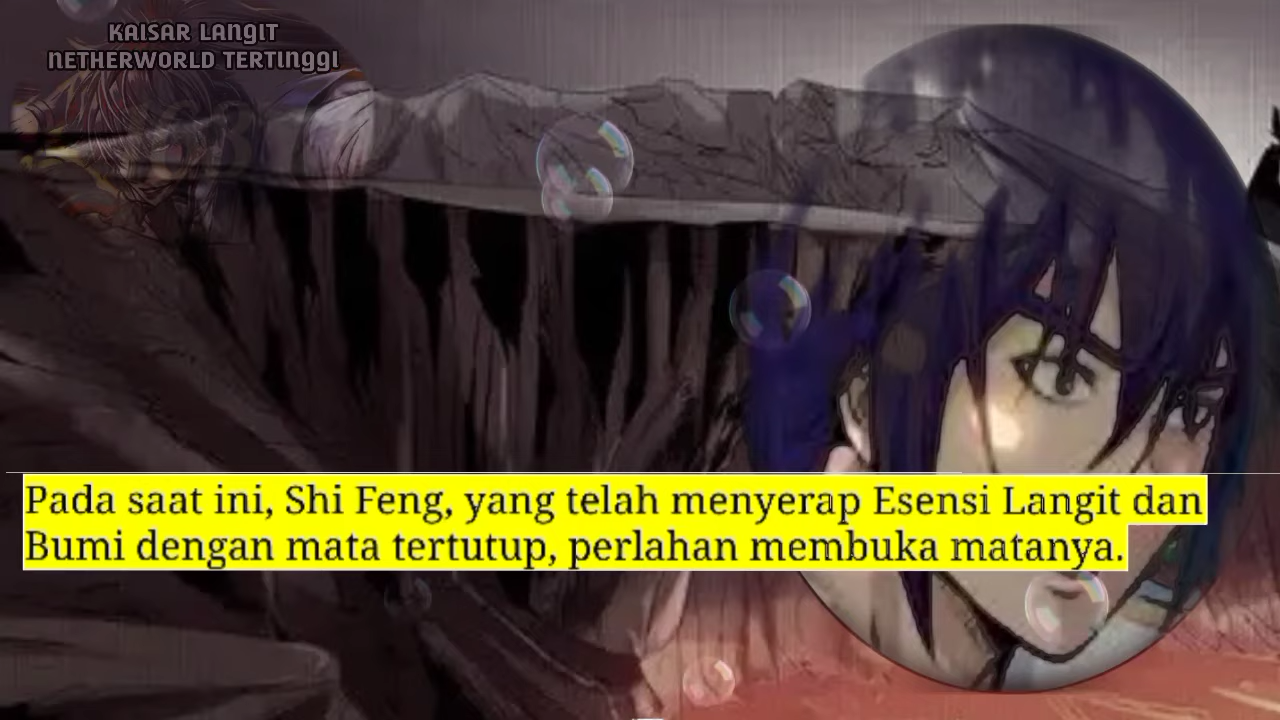 KAISAR LANGIT
NETHERWORLD TERTINGGI
Pada saat ini, Shi Feng, yang telah menyerap Esensi Langit dan
Bumi dengan mata tertutup, perlahan membuka matanya.